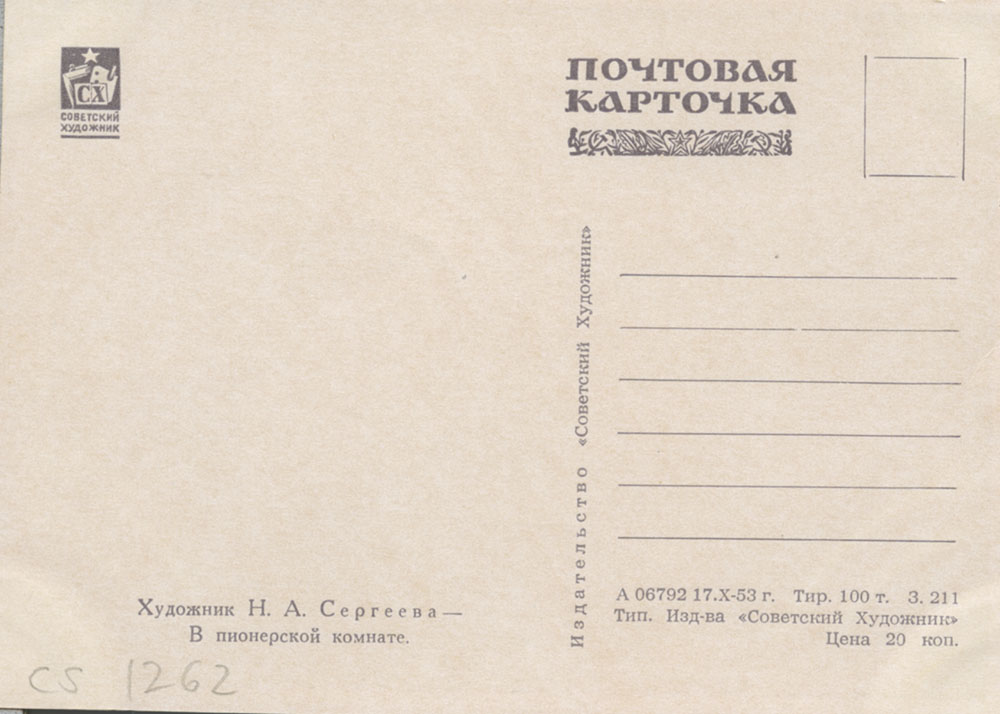 СХ
СОВЕТСКИЙ
ХУДОЖНИК
ПОЧТОВАЯ
КАРТОЧКА
Издательство «Советский Художник»
Художник Н. А. Сергеева —
В пионерской комнате.
А 06792 17.X-53 г. Тир. 100 т. З. 211
Тип. Изд-ва «Советский Художник»
Цена 20 коп.
CS 1262